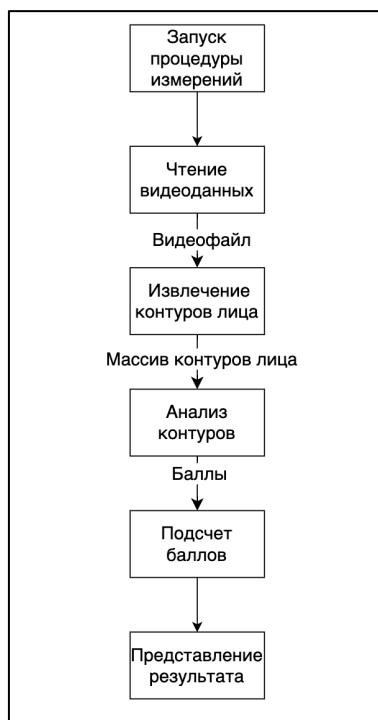 Запуск
процедуры
измерений
Чтение
видеоданных
Видеофайл
Извлечение
контуров лица
Массив контуров лица
Анализ
контуров
Баллы
Подсчет
баллов
Представление
результата